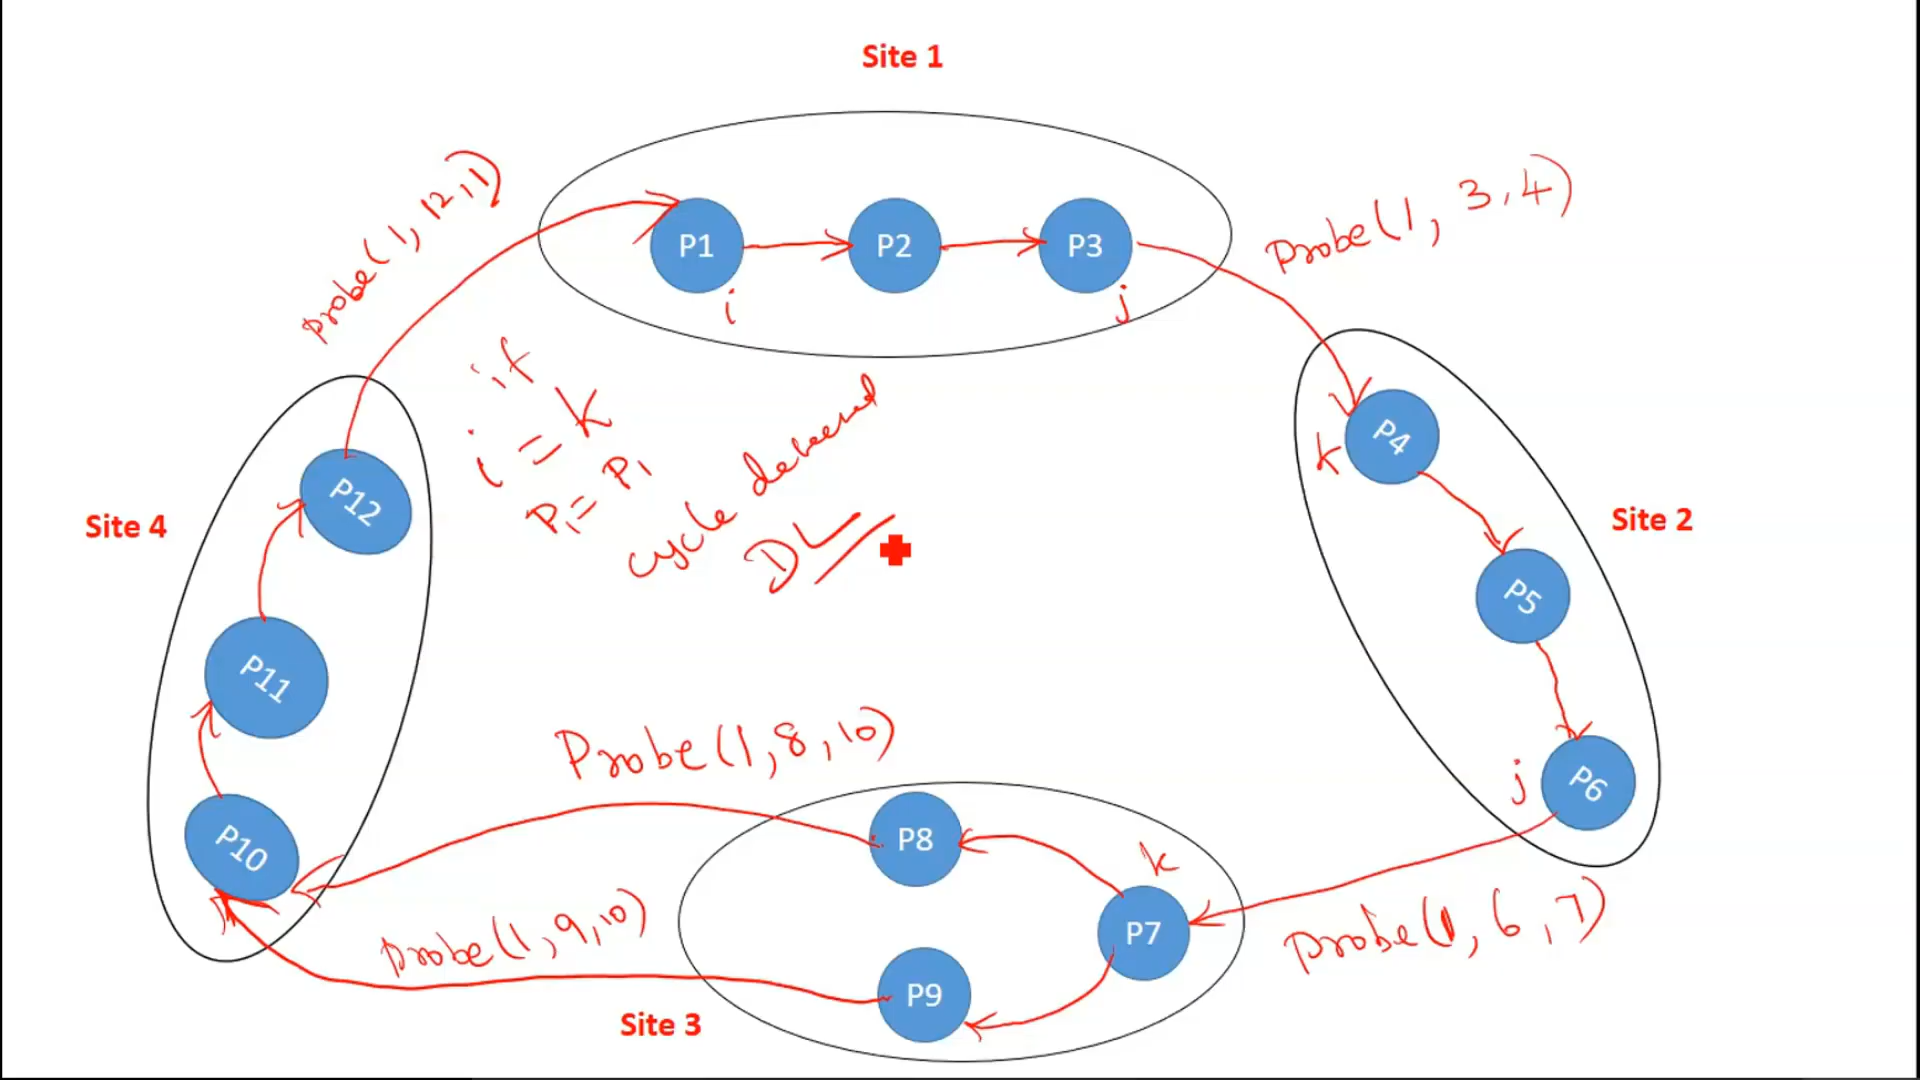 Site 1
Probe(1, 12, 1)
P1
P2
P3
i
j
Probe(1, 3, 4)
if
i = k
P1 = P1
cycle detected
DL
P4
k
P5
P6
j
Site 2
Site 4
P12
P11
P10
Probe(1, 8, 10)
P8
k
P7
P9
Probe(1, 9, 10)
Probe(1, 6, 7)
Site 3